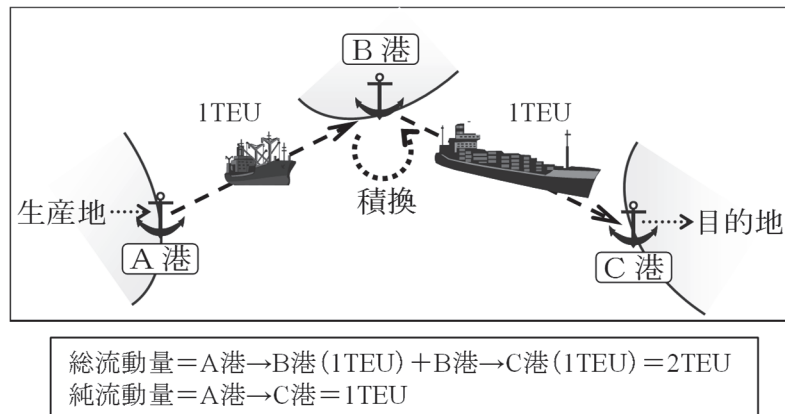 B港
1TEU
1TEU
積換
生産地
A港
目的地
C港
総流動量＝A港→B港(1TEU)＋B港→C港(1TEU)＝2TEU
純流動量＝A港→C港＝1TEU